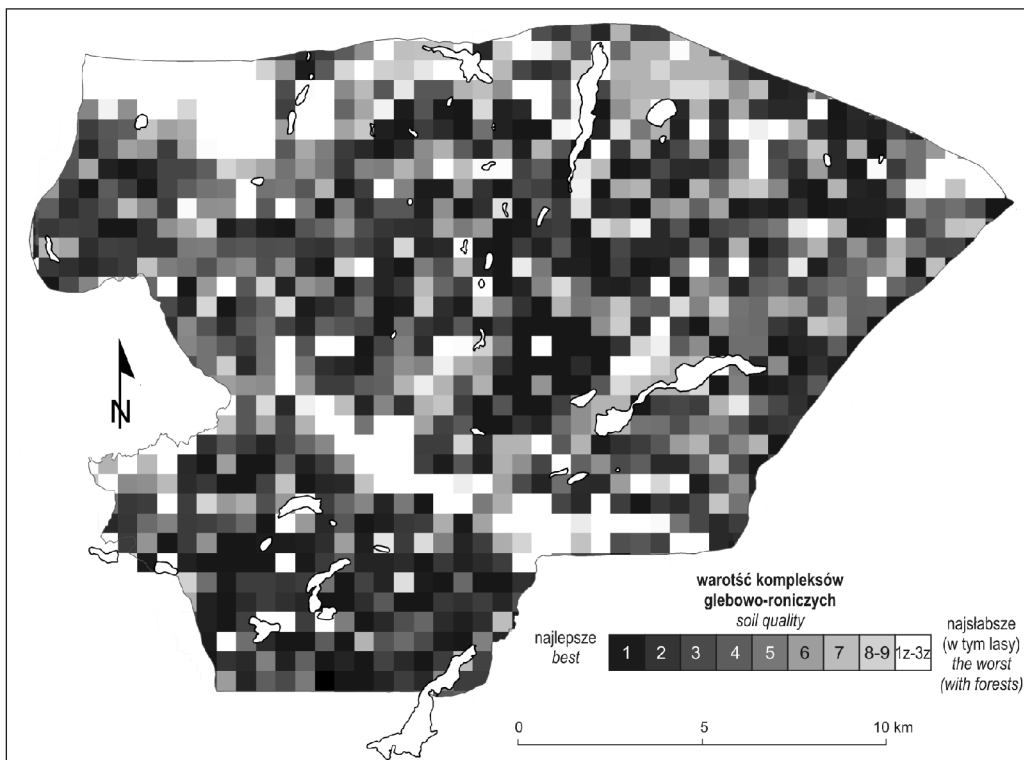 N
warotść kompleksów
glebowo-roniczych
soil quality
najlepsze
best
1 2 3 4 5 6 7 8-9 1z-3z
najsłabsze
(w tym lasy)
the worst
(with forests)
0 5 10 km